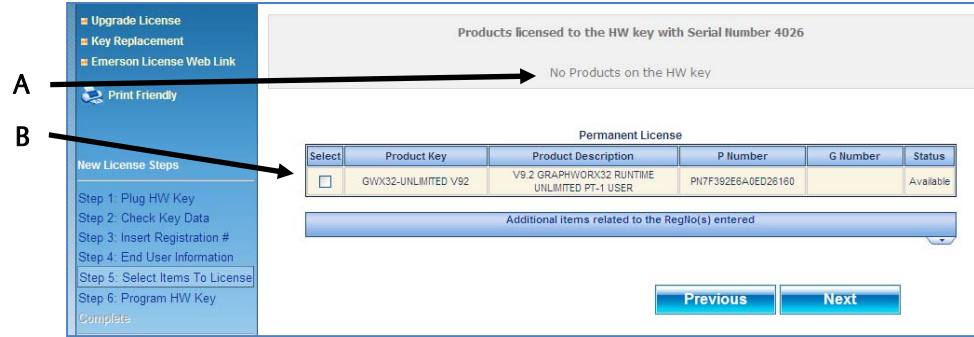 Upgrade License
Key Replacement
Emerson License Web Link
Print Friendly
A
B
New License Steps
Step 1: Plug HW Key
Step 2: Check Key Data
Step 3: Insert Registration #
Step 4: End User Information
Step 5: Select Items To License
Step 6: Program HW Key
Complete
Products licensed to the HW key with Serial Number 4026
No Products on the HW key
Permanent License
Select Product Key Product Description P Number G Number Status
GWX32-UNLIMITED V92 V9.2 GRAPHWORX32 RUNTIME UNLIMITED PT-1 USER PN7F392E6A0ED26160 Available
Additional items related to the RegNo(s) entered
Previous Next